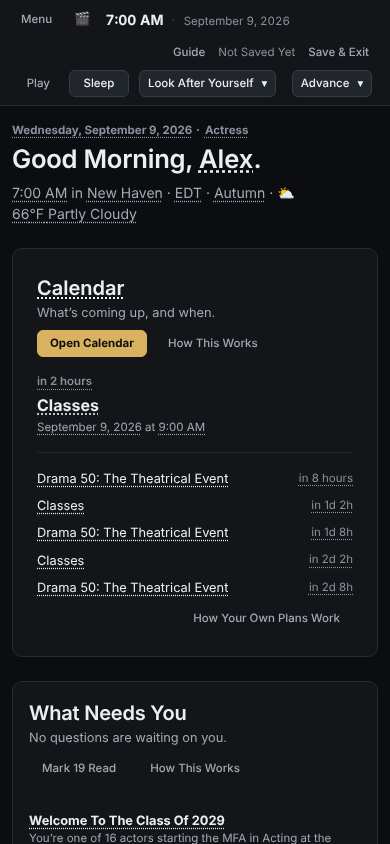 Menu 🎬 7:00 AM · September 9, 2026
Guide Not Saved Yet Save & Exit
Play Sleep Look After Yourself ▾ Advance ▾
Wednesday, September 9, 2026 · Actress
Good Morning, Alex.
7:00 AM in New Haven · EDT · Autumn · ⛅
66°F Partly Cloudy
Calendar
What's coming up, and when.
Open Calendar How This Works
in 2 hours
Classes
September 9, 2026 at 9:00 AM
Drama 50: The Theatrical Event in 8 hours
Classes in 1d 2h
Drama 50: The Theatrical Event in 1d 8h
Classes in 2d 2h
Drama 50: The Theatrical Event in 2d 8h
How Your Own Plans Work
What Needs You
No questions are waiting on you.
Mark 19 Read How This Works
Welcome To The Class Of 2029
You're one of 16 actors starting the MFA in Acting at the